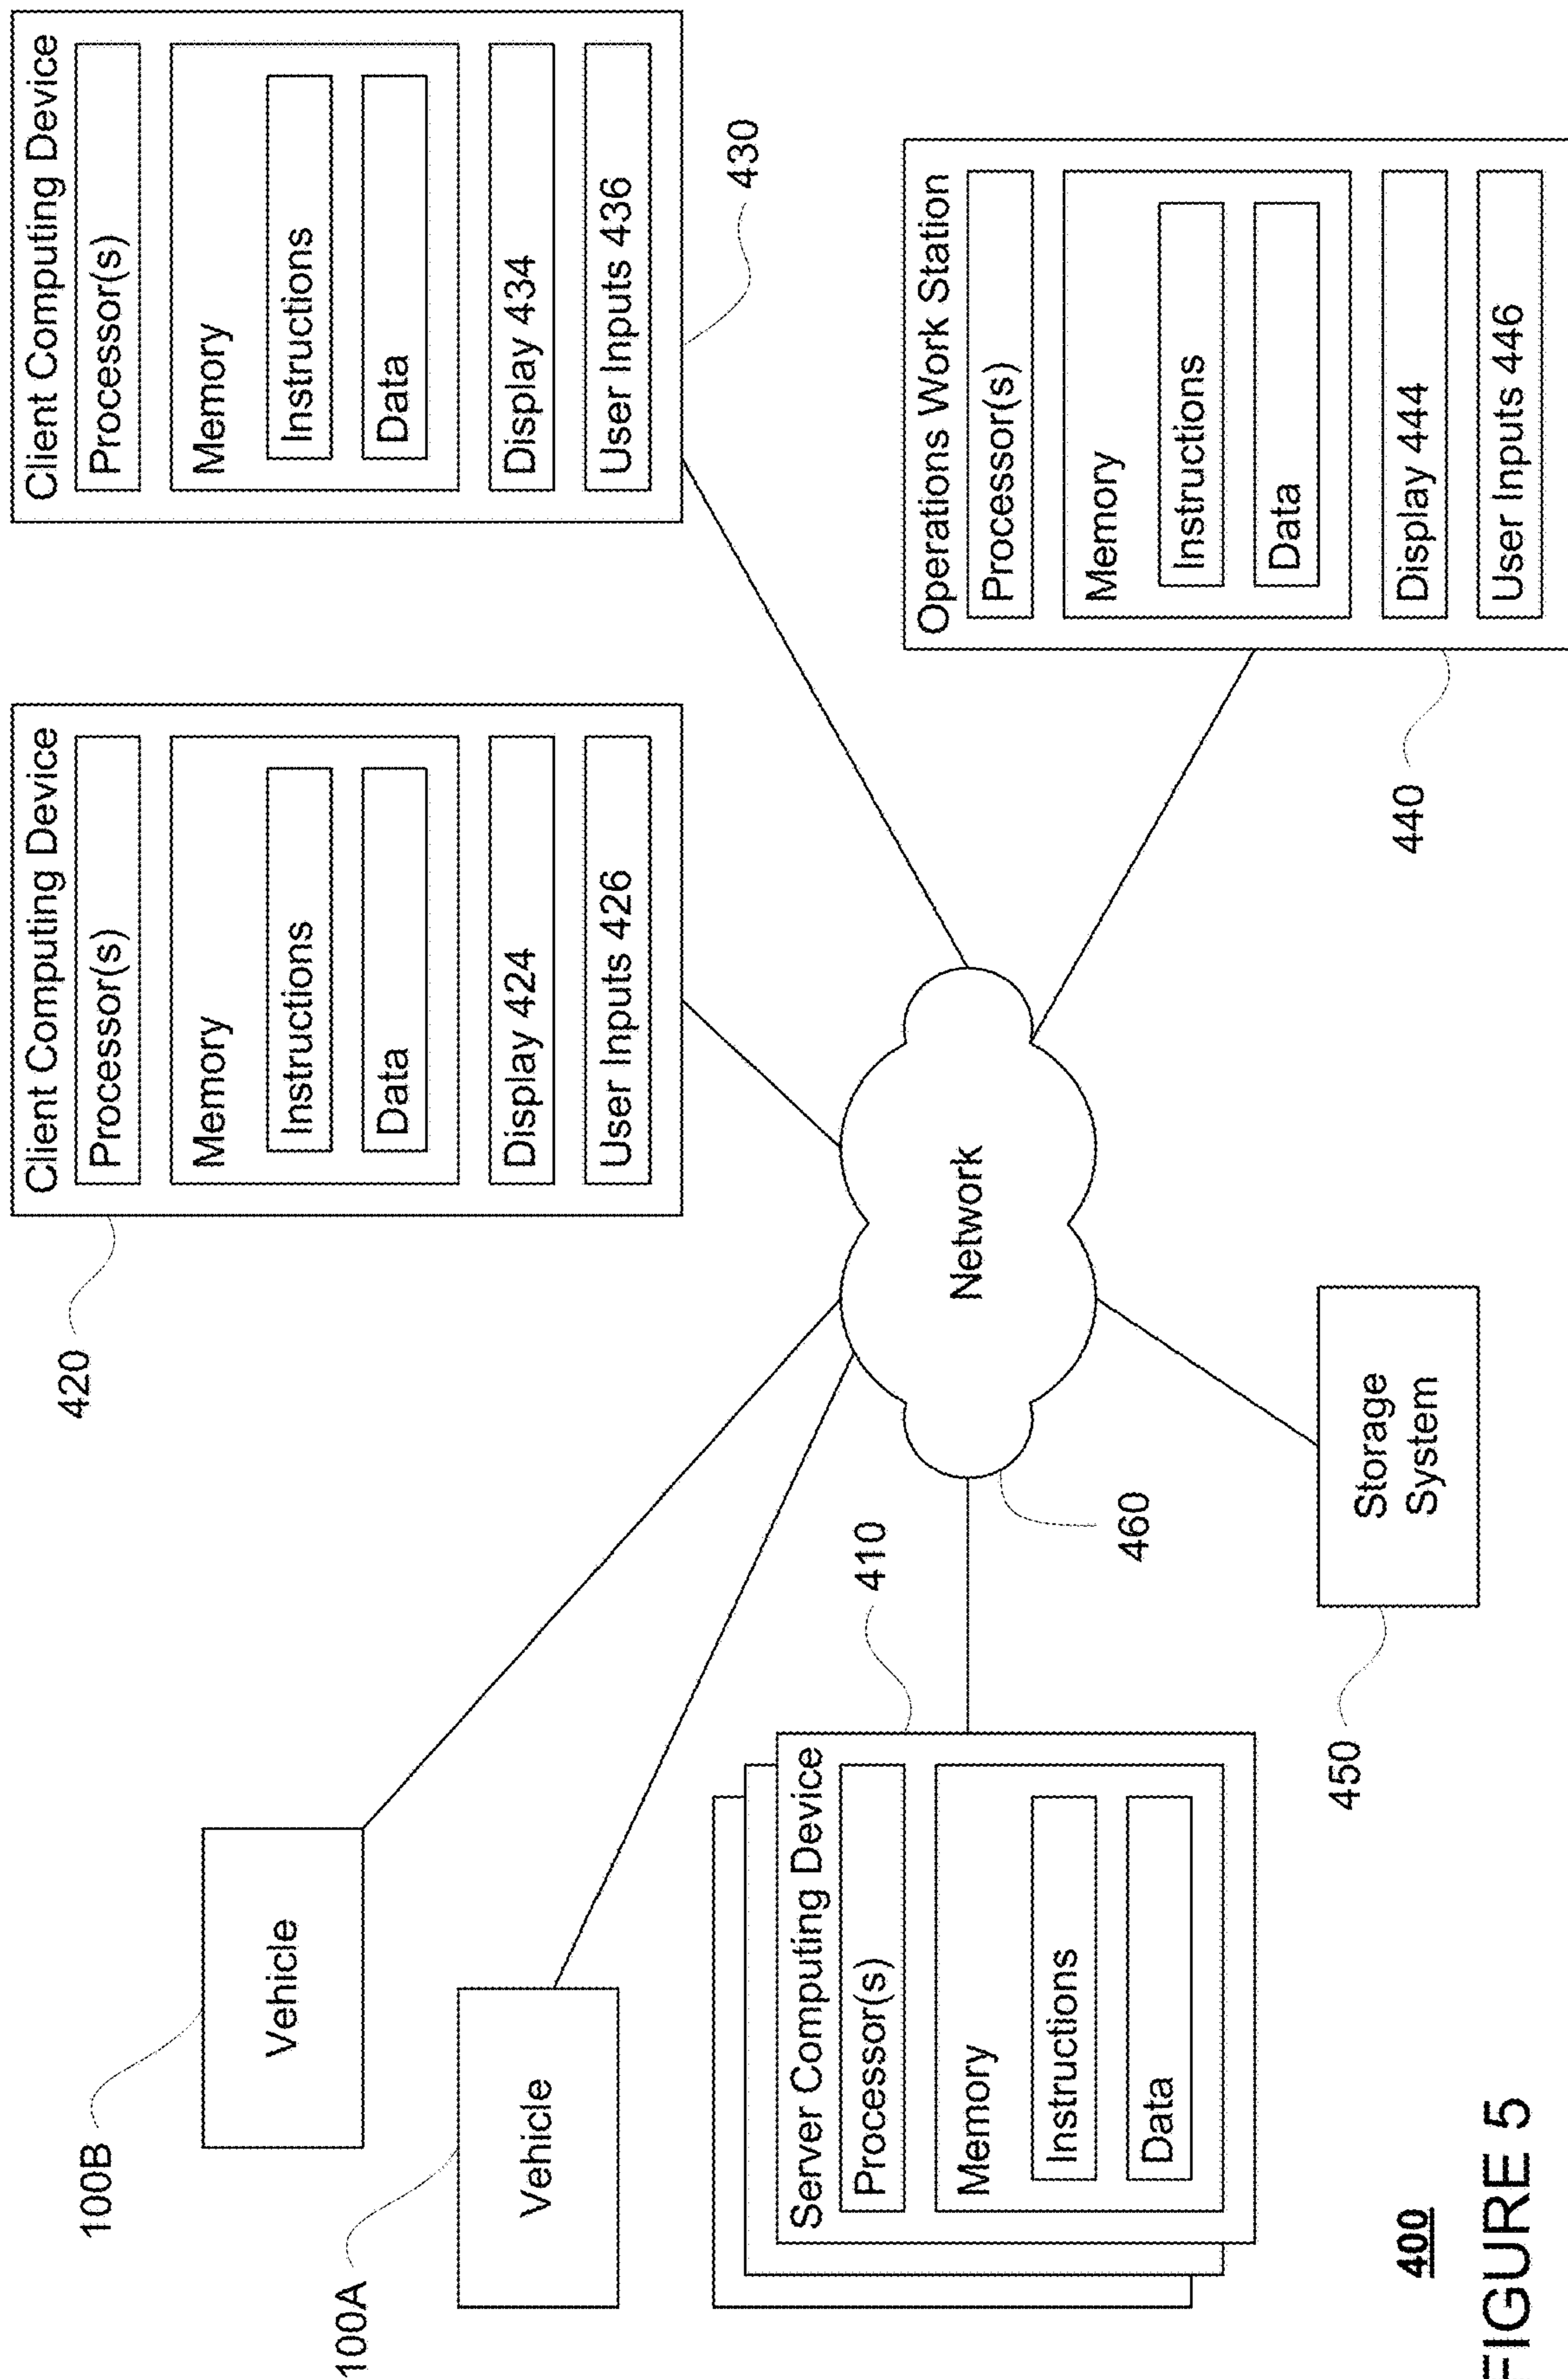 100B
Vehicle
100A
Vehicle
420
Client Computing Device
Processor(s)
Memory
Instructions
Data
Display 424
User Inputs 426
Client Computing Device
Processor(s)
Memory
Instructions
Data
Display 434
User Inputs 436
430
Server Computing Device
Processor(s)
Memory
Instructions
Data
410
Network
460
Operations Work Station
Processor(s)
Memory
Instructions
Data
Display 444
User Inputs 446
440
Storage
System
450
400
FIGURE 5